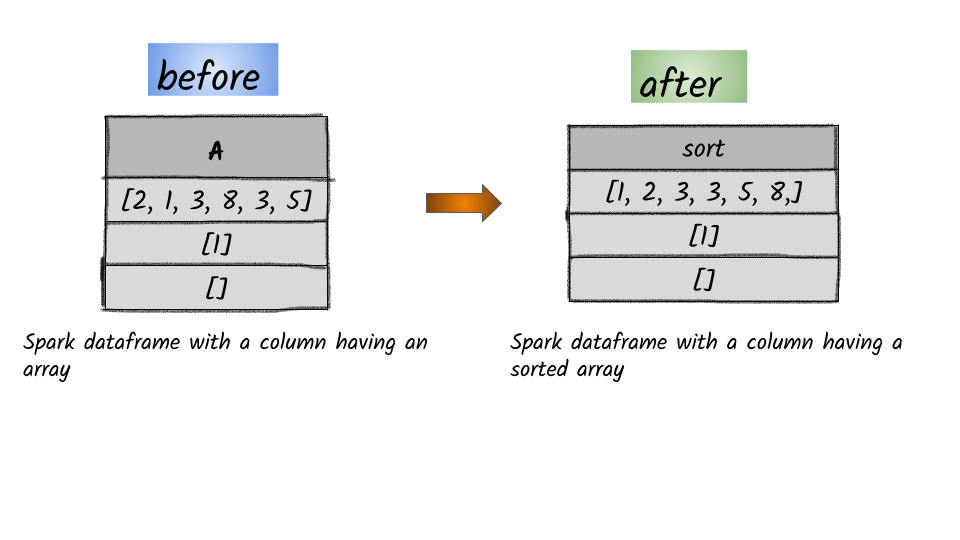 before
after
A
[2, 1, 3, 8, 3, 5]
[1]
[]
sort
[1, 2, 3, 3, 5, 8,]
[1]
[]
Spark dataframe with a column having an
array
Spark dataframe with a column having a
sorted array